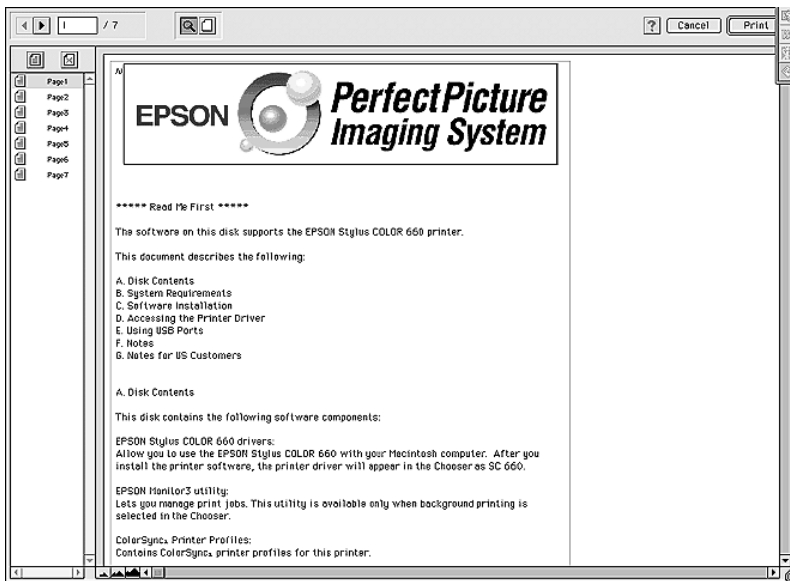 1 / 7
? Cancel Print
Page1
Page2
Page3
Page4
Page5
Page6
Page7
EPSON PerfectPicture
Imaging System
***** Read Me First *****
The software on this disk supports the EPSON Stylus COLOR 660 printer.
This document describes the following:
A. Disk Contents
B. System Requirements
C. Software Installation
D. Accessing the Printer Driver
E. Using USB Ports
F. Notes
G. Notes for US Customers
A. Disk Contents
This disk contains the following software components:
EPSON Stylus COLOR 660 drivers:
Allow you to use the EPSON Stylus COLOR 660 with your Macintosh computer. After you
install the printer software, the printer driver will appear in the Chooser as SC 660.
EPSON Monitor3 utility:
Lets you manage print jobs. This utility is available only when background printing is
selected in the Chooser.
ColorSync Printer Profiles:
Contains ColorSync printer profiles for this printer.